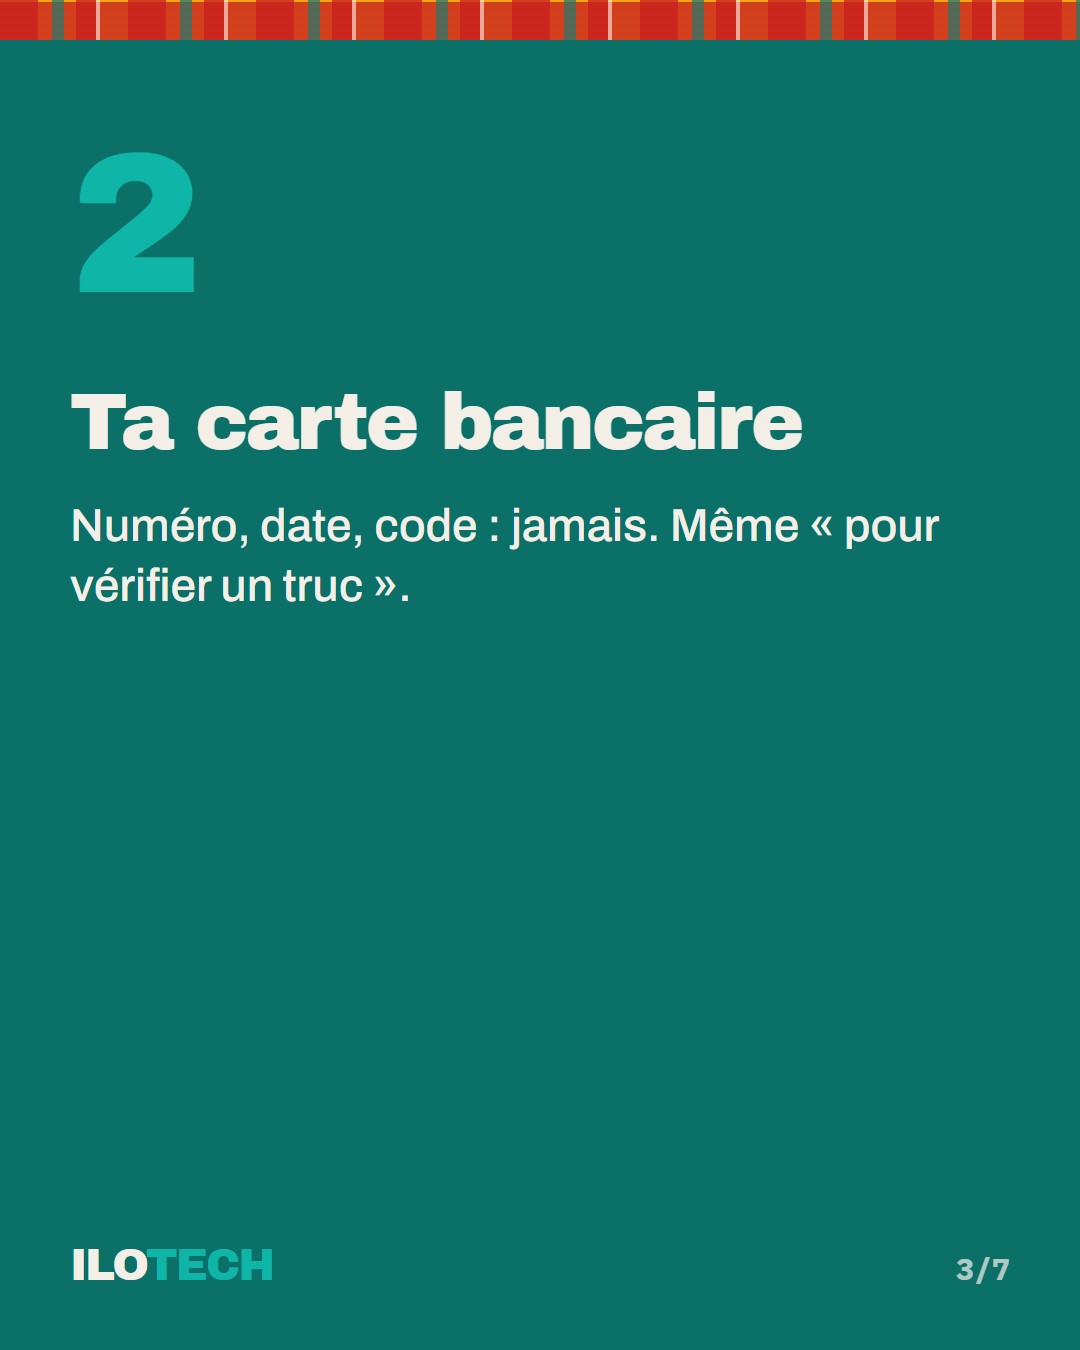 2
Ta carte bancaire
Numéro, date, code : jamais. Même « pour
vérifier un truc ».
ILOTECH
3/7